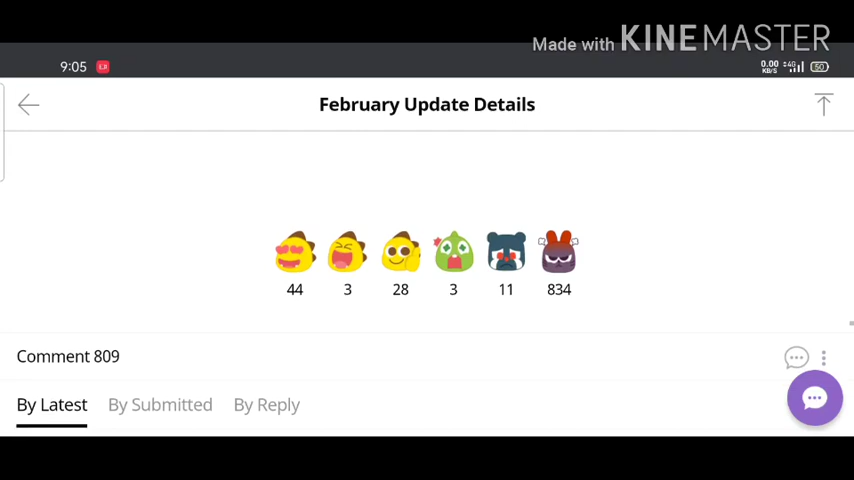 Made with KINEMASTER
9:05 0.00 KB/S 4G 50
February Update Details
44 3 28 3 11 834
Comment 809
By Latest By Submitted By Reply